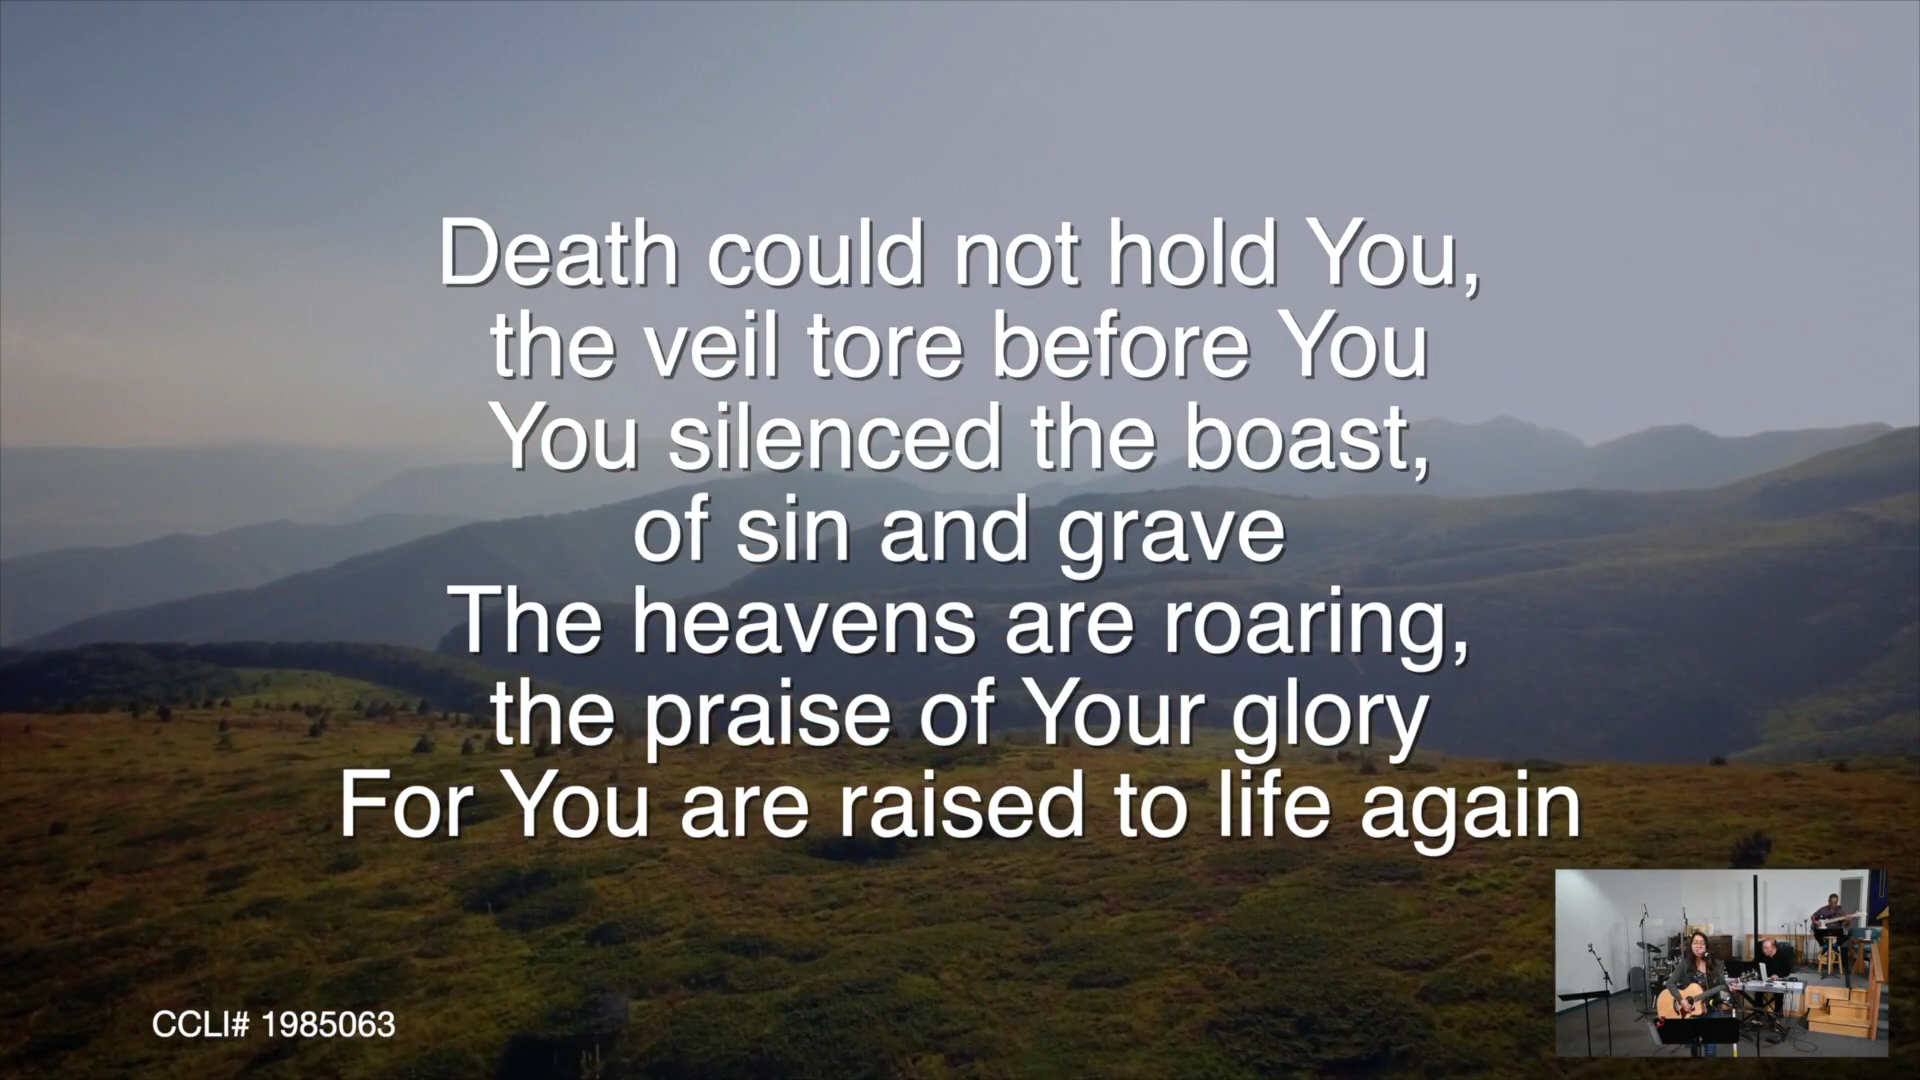 Death could not hold You,
the veil tore before You
You silenced the boast,
of sin and grave
The heavens are roaring,
the praise of Your glory
For You are raised to life again
CCLI# 1985063